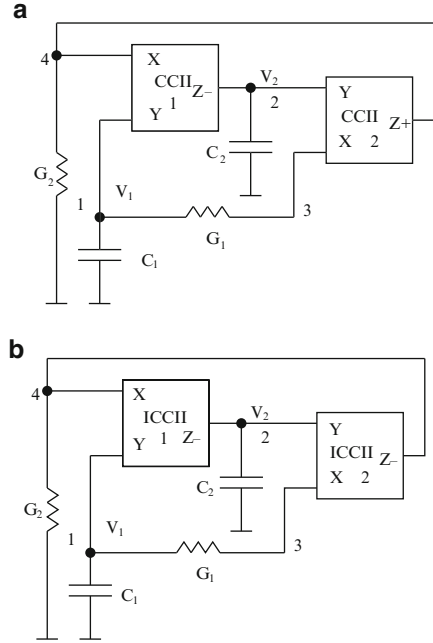 a
4
X
CCII
Z–
1
Y
V2
2
Y
CCII
Z+
X 2
C2
G2
V1
1
3
G1
C1
b
4
X
ICCII
Y
1
Z–
V2
2
Y
ICCII
Z–
X 2
C2
G2
V1
1
3
G1
C1